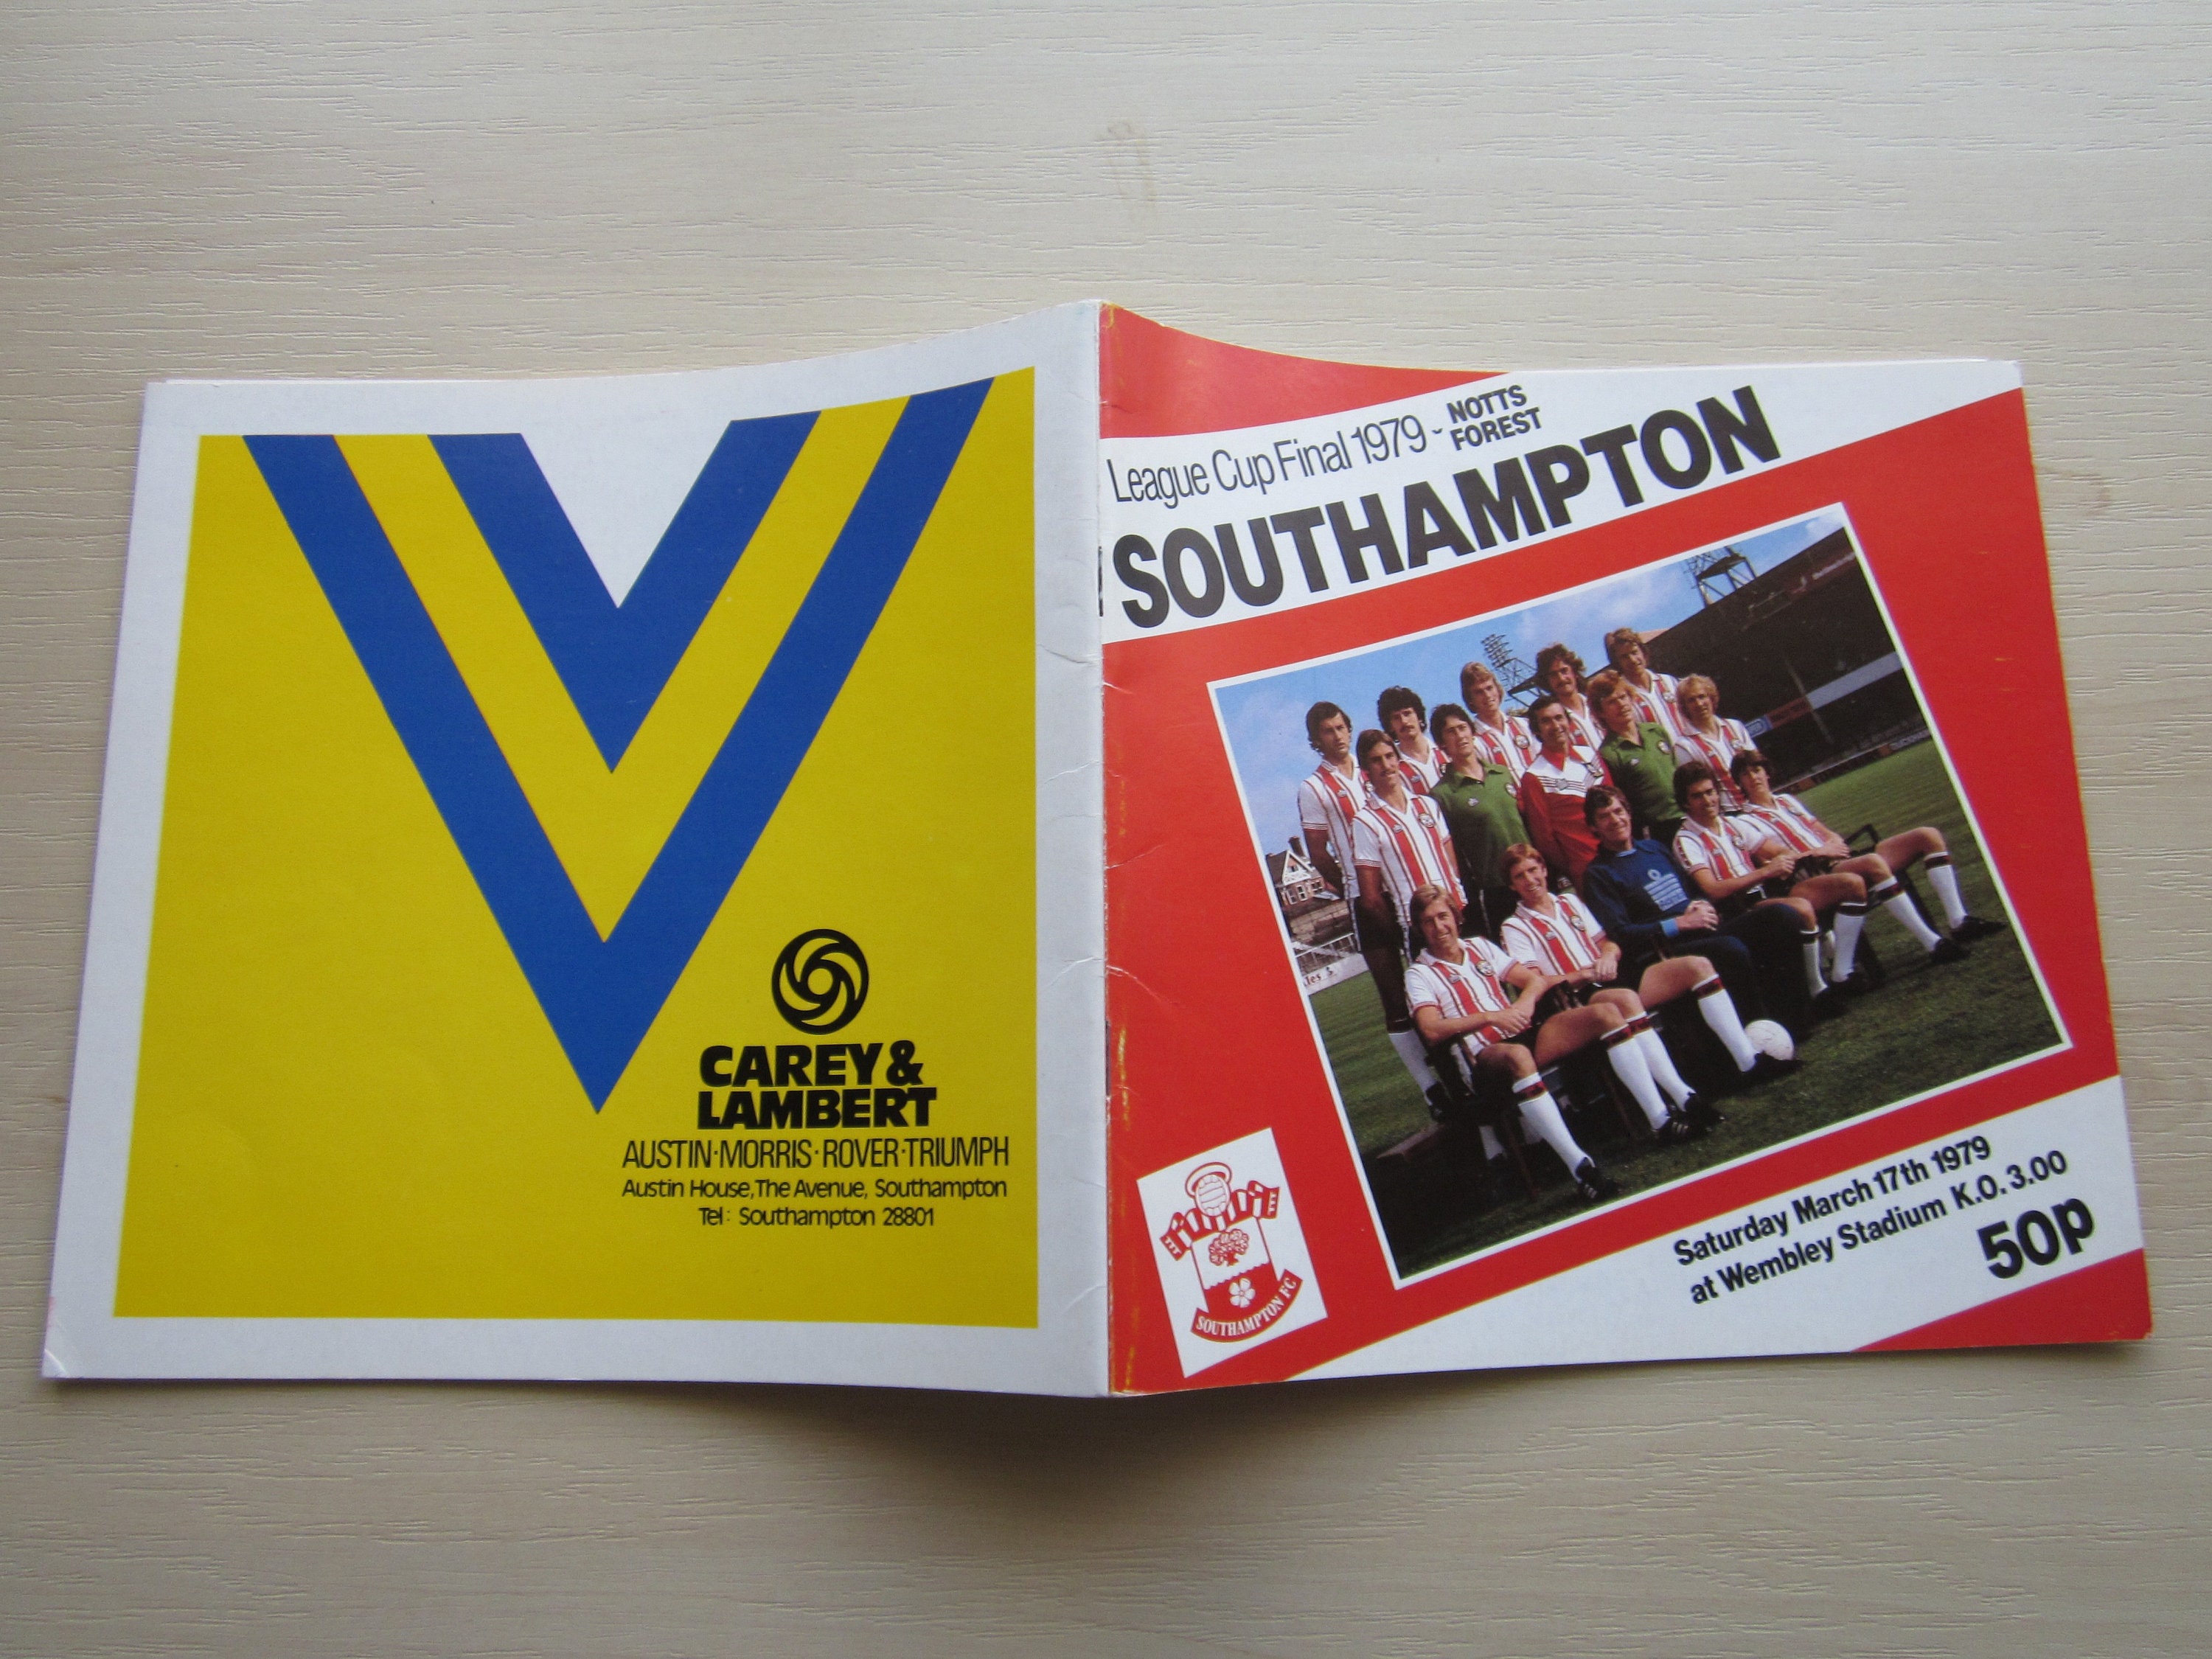 CAREY &
LAMBERT
AUSTIN·MORRIS·ROVER·TRIUMPH
Austin House, The Avenue, Southampton
Tel: Southampton 28801
League Cup Final 1979 - NOTTS
FOREST
SOUTHAMPTON
SOUTHAMPTON FC
Saturday March 17th 1979
at Wembley Stadium K.O. 3.00
50p